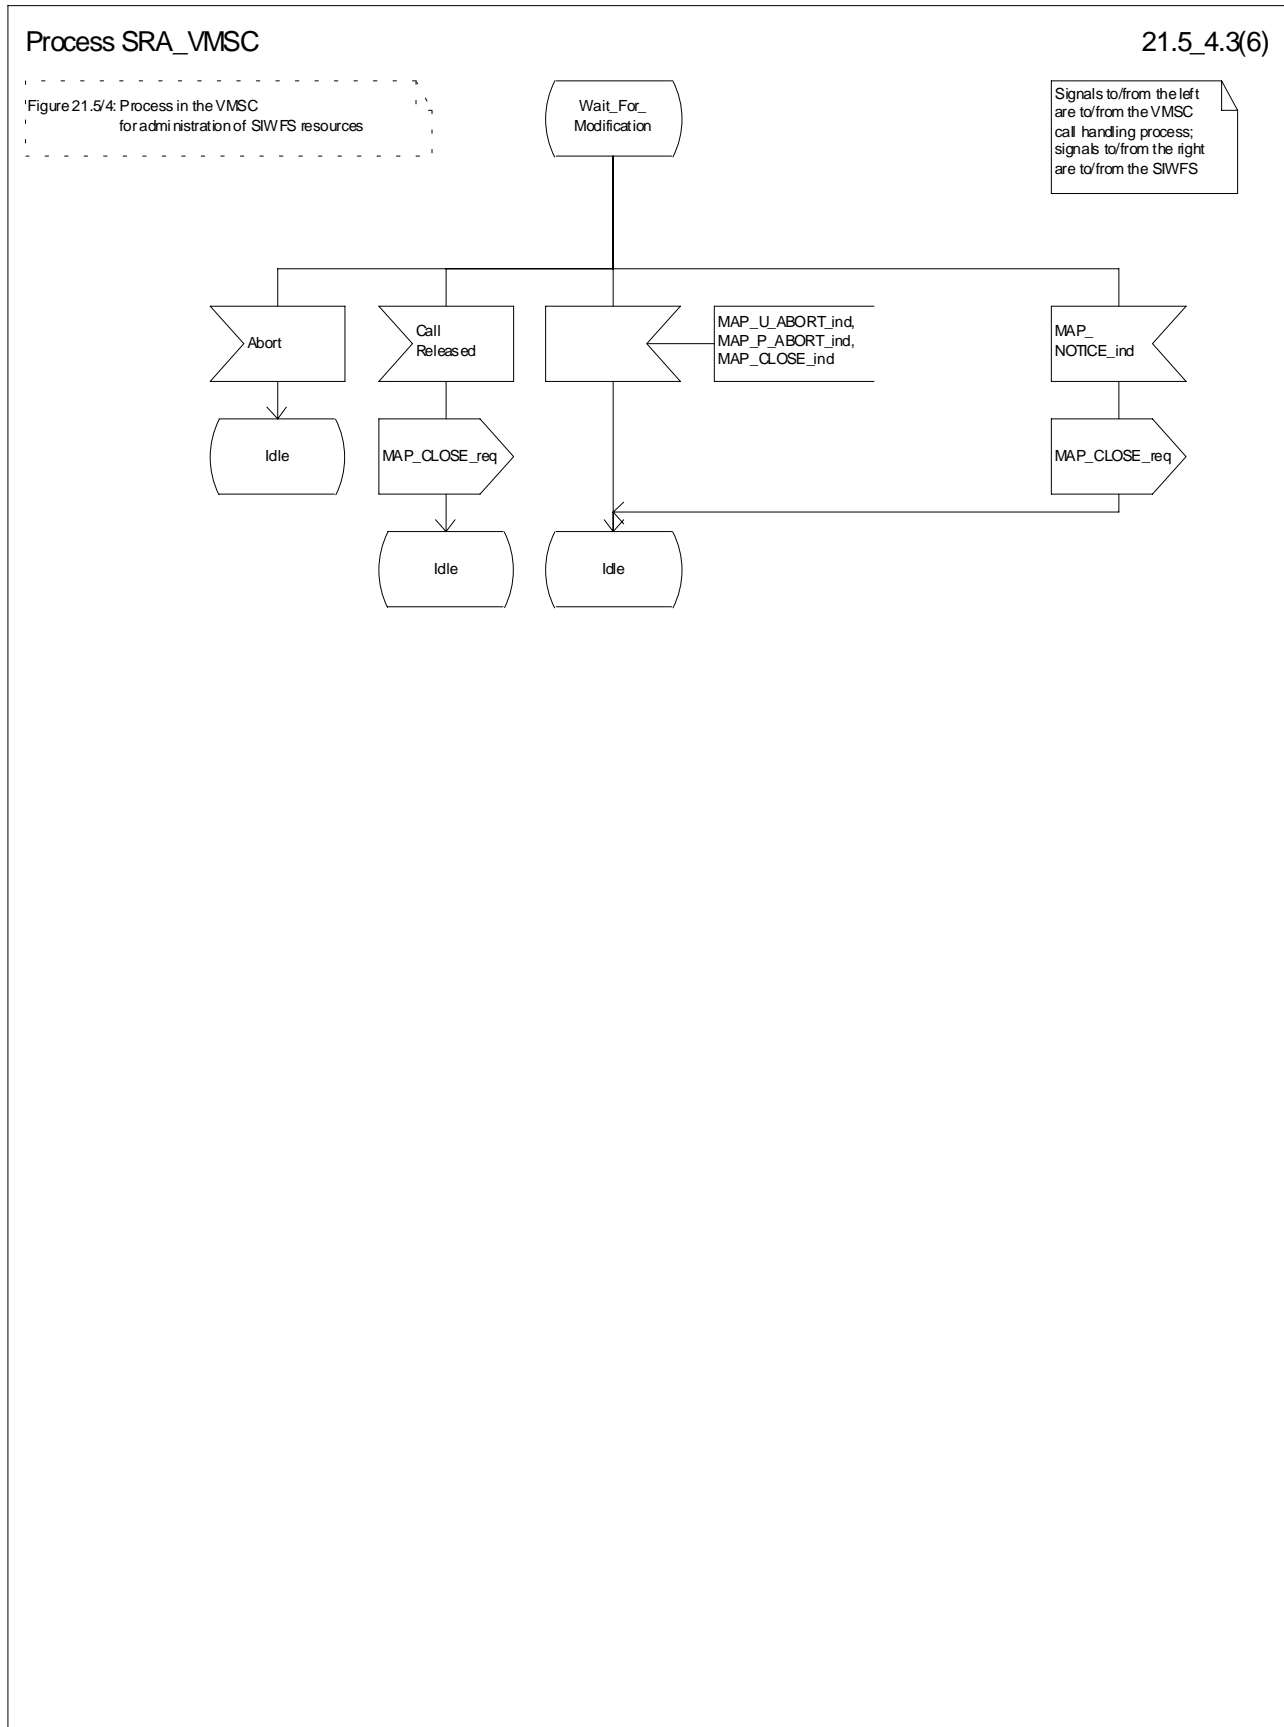 Process SRA_VMSC
21.5_4.3(6)
Figure 21.5/4: Process in the VMSC
for administration of SIWFS resources
Wait_For_
Modification
Signals to/from the left
are to/from the VMSC
call handling process;
signals to/from the right
are to/from the SIWFS
Abort
Call
Released
MAP_U_ABORT_ind,
MAP_P_ABORT_ind,
MAP_CLOSE_ind
MAP_
NOTICE_ind
Idle
MAP_CLOSE_req
MAP_CLOSE_req
Idle
Idle